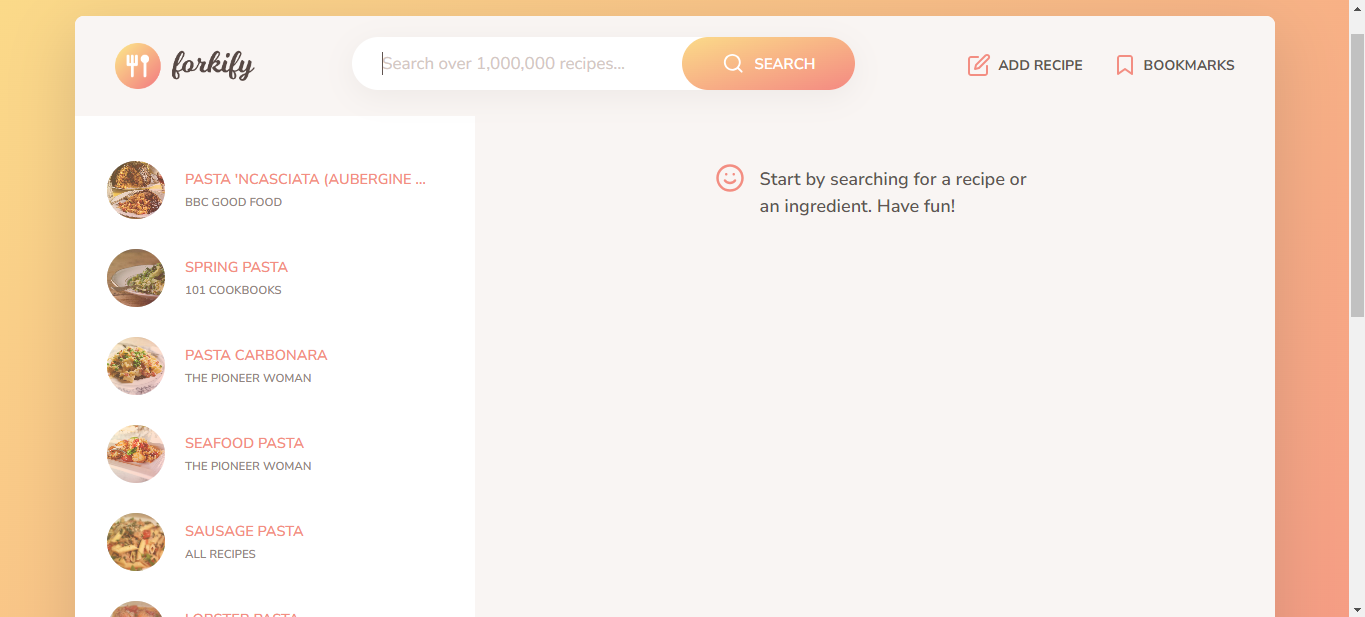 forkify
Search over 1,000,000 recipes...
SEARCH
ADD RECIPE
BOOKMARKS
PASTA 'NCASCIATA (AUBERGINE ...
BBC GOOD FOOD
SPRING PASTA
101 COOKBOOKS
PASTA CARBONARA
THE PIONEER WOMAN
SEAFOOD PASTA
THE PIONEER WOMAN
SAUSAGE PASTA
ALL RECIPES
LOBSTER PASTA
Start by searching for a recipe or
an ingredient. Have fun!